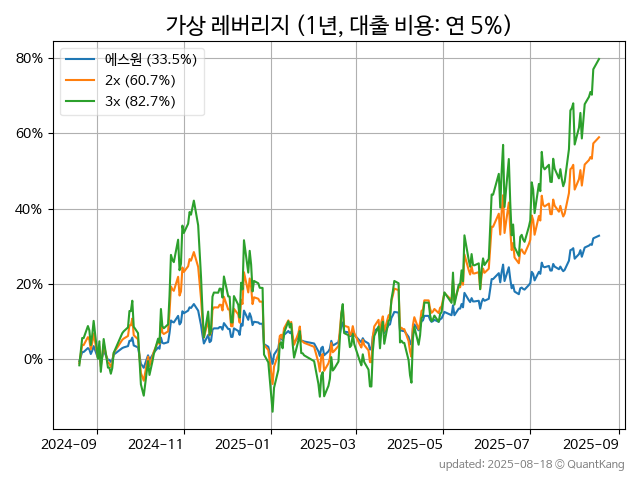 가상 레버리지 (1년, 대출 비용: 연 5%)
에스원 (33.5%)
2x (60.7%)
3x (82.7%)
80%
60%
40%
20%
0%
2024-09
2024-11
2025-01
2025-03
2025-05
2025-07
2025-09
updated: 2025-08-18 © QuantKang